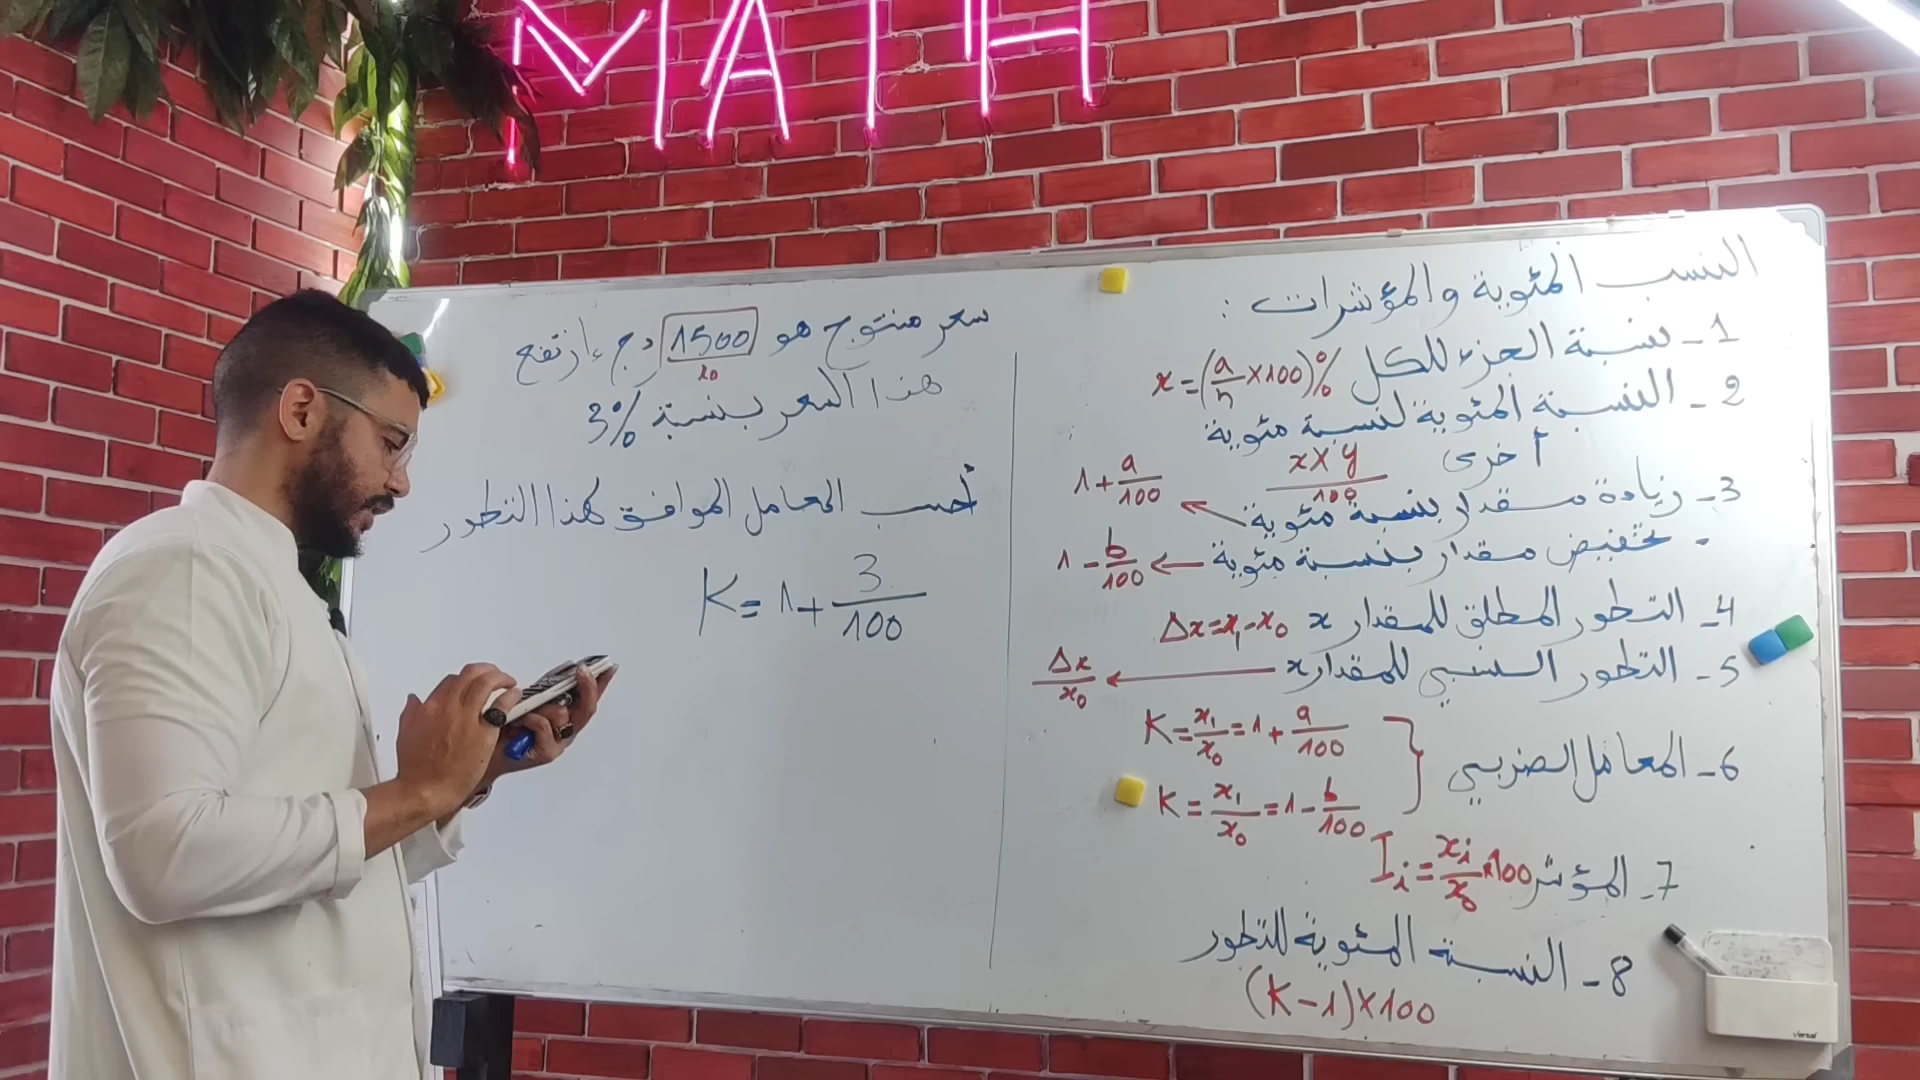 MATH
النسب المئوية والمؤشرات :
1- نسبة الجزء للكل x = (a/n × 100)%
2- النسبة المئوية لنسبة مئوية
أخرى x × y / 100
3- زيادة مقدار بنسبة مئوية ← 1 + a/100
- تخفيض مقدار بنسبة مئوية ← 1 - b/100
4- التطور المطلق للمقدار x Δx = x₁ - x₀
5- التطور النسبي للمقدار x ← Δx/x₀
6- المعامل الضربي
K = x₁/x₀ = 1 + a/100
K = x₁/x₀ = 1 - b/100
7- المؤشر Iᵢ = xᵢ/x₀ × 100
8- النسبة المئوية للتطور
(K - 1) × 100
سعر منتوج هو 1500 دج، إرتفع
x₀
هذا السعر بنسبة 3%
أحسب المعامل الموافق لهذا التطور
K = 1 + 3/100
versal